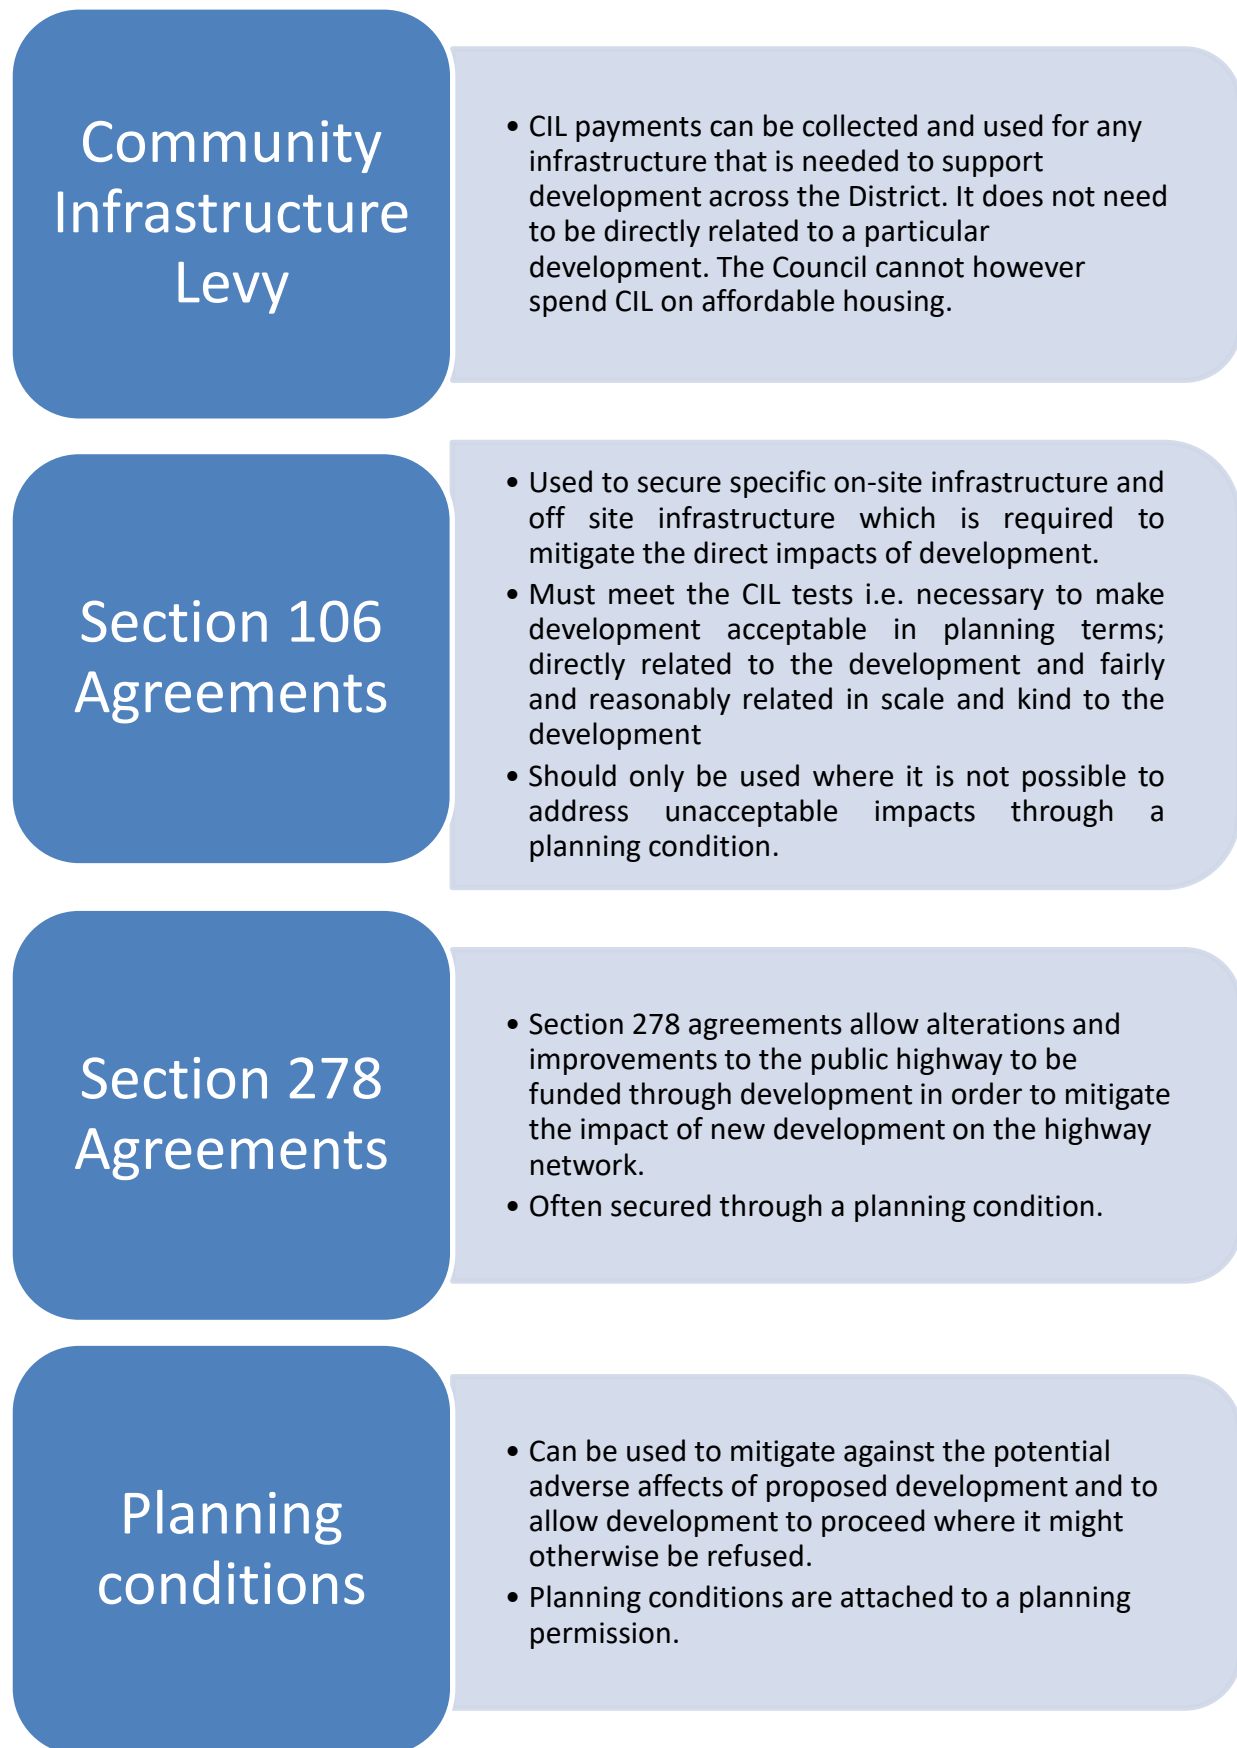 Community
Infrastructure
Levy
• CIL payments can be collected and used for any
infrastructure that is needed to support
development across the District. It does not need
to be directly related to a particular
development. The Council cannot however
spend CIL on affordable housing.
Section 106
Agreements
• Used to secure specific on-site infrastructure and
off site infrastructure which is required to
mitigate the direct impacts of development.
• Must meet the CIL tests i.e. necessary to make
development acceptable in planning terms;
directly related to the development and fairly
and reasonably related in scale and kind to the
development
• Should only be used where it is not possible to
address unacceptable impacts through a
planning condition.
Section 278
Agreements
• Section 278 agreements allow alterations and
improvements to the public highway to be
funded through development in order to mitigate
the impact of new development on the highway
network.
• Often secured through a planning condition.
Planning
conditions
• Can be used to mitigate against the potential
adverse affects of proposed development and to
allow development to proceed where it might
otherwise be refused.
• Planning conditions are attached to a planning
permission.